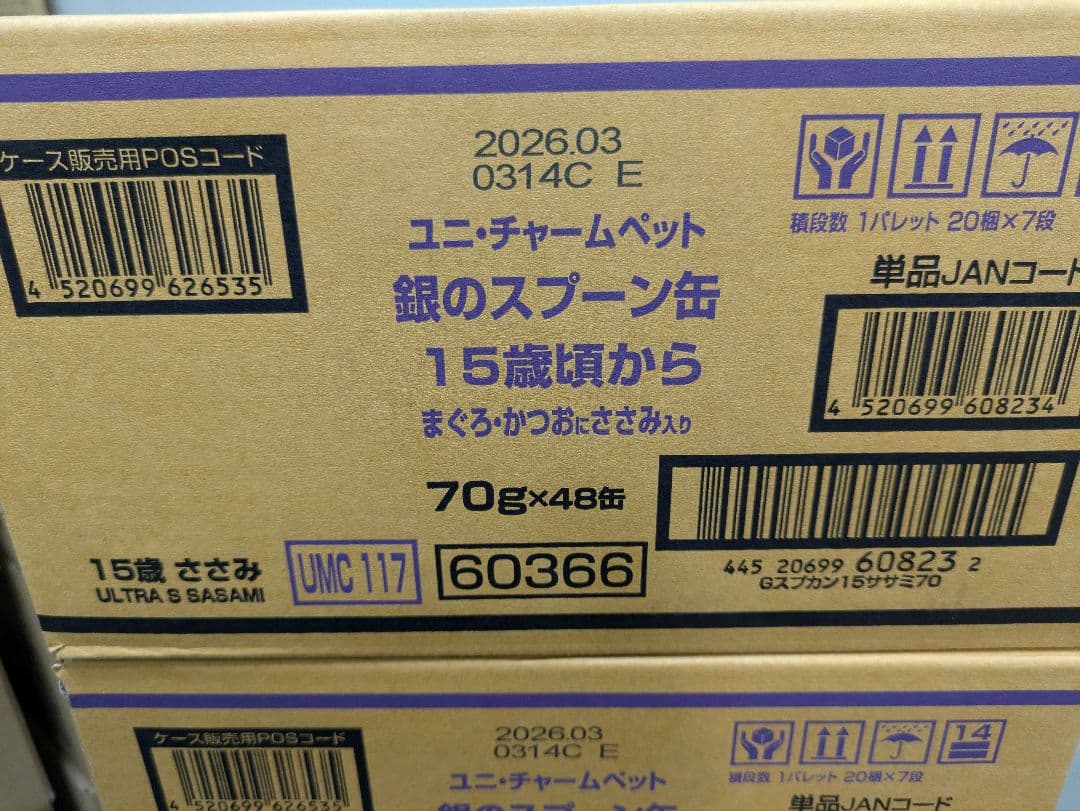 ケース販売用POSコード
4 520699 626535
2026.03
0314C E
ユニ・チャームペット
銀のスプーン缶
15歳頃から
まぐろ・かつおにささみ入り
70g×48缶
積段数 1パレット 20梱×7段
単品JANコード
4 520699 608234
445 20699 60823 2
Gスプカン15ササミ70
15歳 ささみ
ULTRA S SASAMI
UMC 117
60366
ケース販売用POSコード
4 520699 626535
2026.03
0314C E
ユニ・チャームペット
銀のスプーン缶
14
積段数 1パレット 20梱×7段
単品JANコード